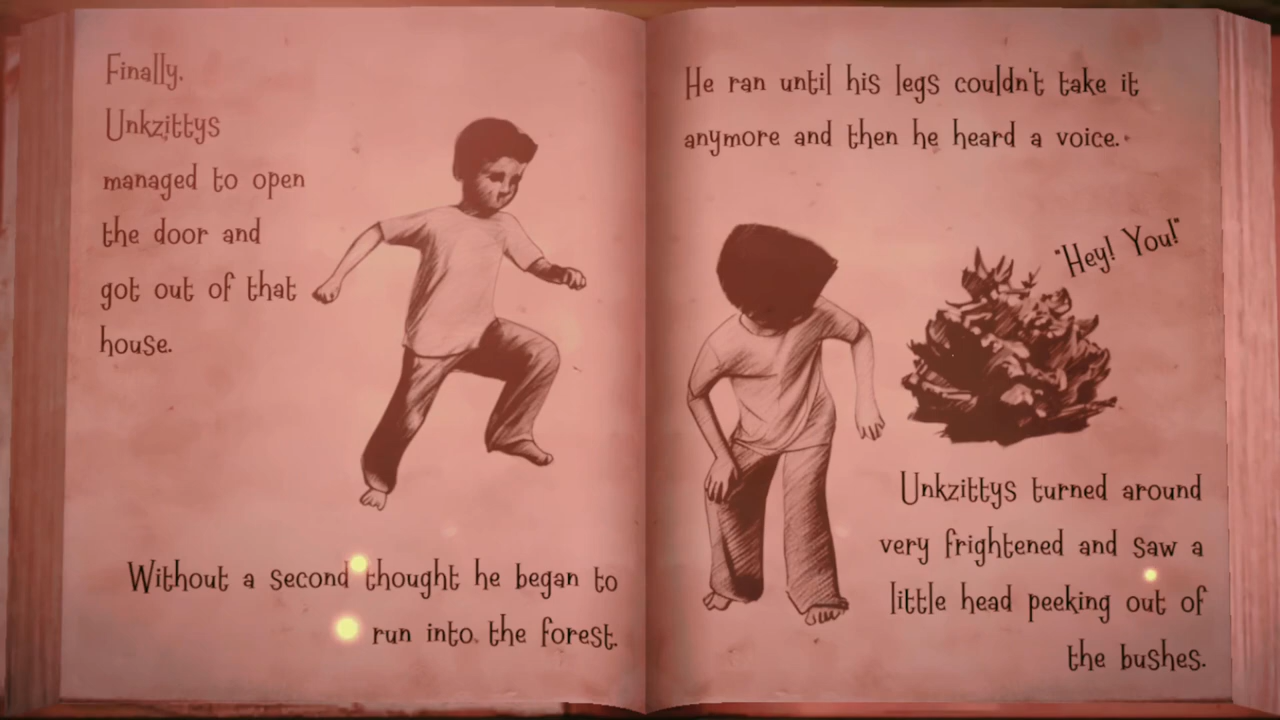 Finally,
Unkzittys
managed to open
the door and
got out of that
house.
Without a second thought he began to
run into the forest.
He ran until his legs couldn't take it
anymore and then he heard a voice.
"Hey! You!"
Unkzittys turned around
very frightened and saw a
little head peeking out of
the bushes.